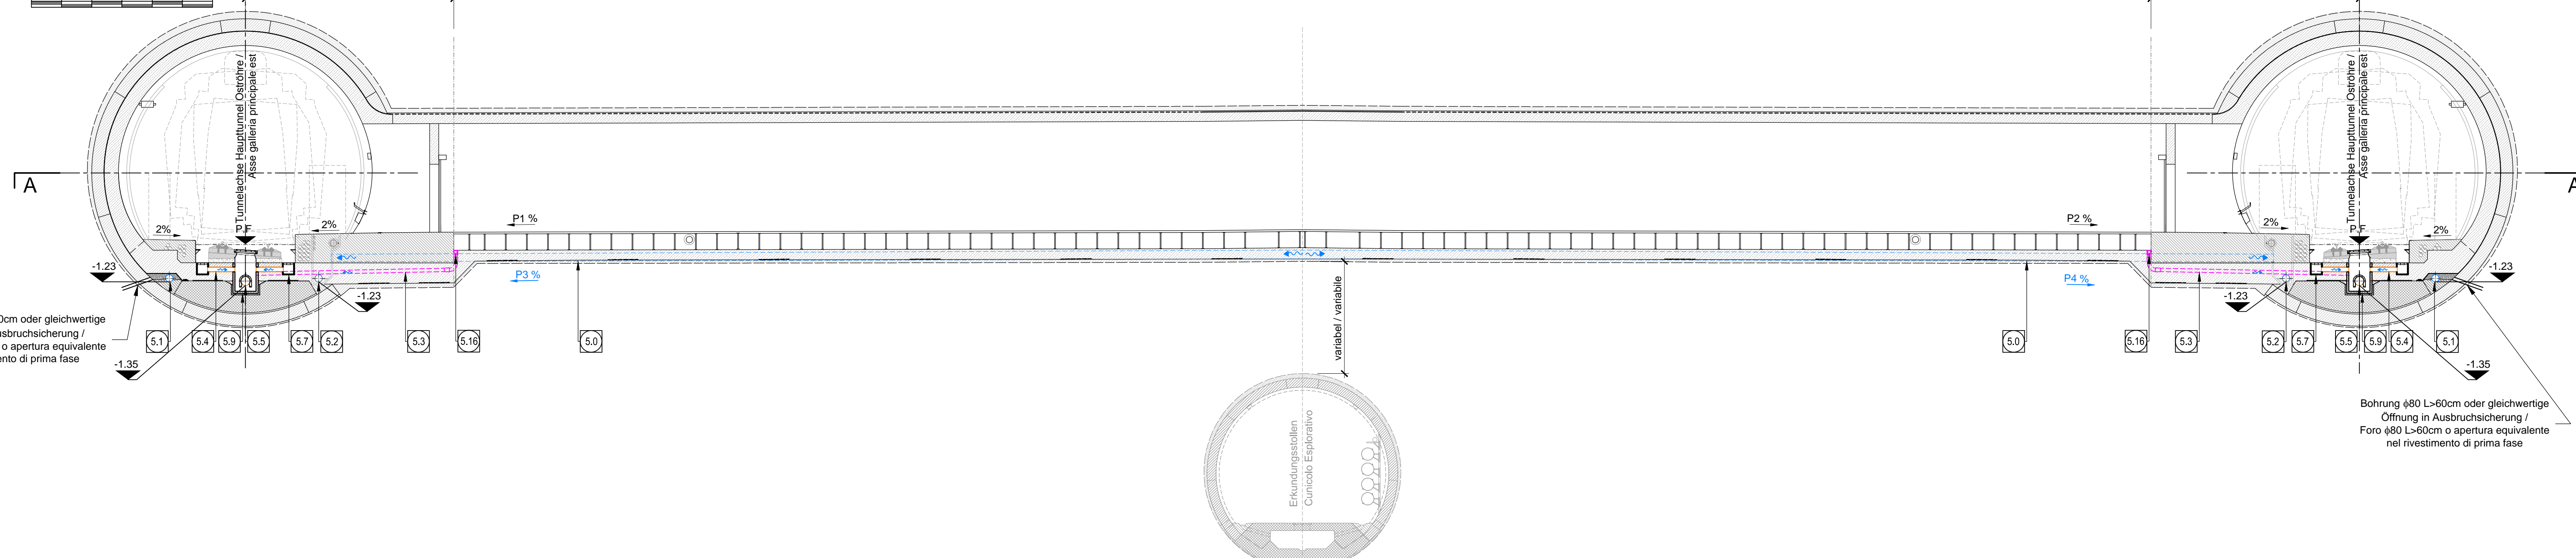 Tunnelachse Haupttunnel Oströhre /
Asse galleria principale est
Tunnelachse Haupttunnel Oströhre /
Asse galleria principale est
A
A
P1 %
P2 %
2%
P.F
2%
2%
P.F
2%
-1.23
P3 %
P4 %
-1.23
-1.23
-1.23
0cm oder gleichwertige
usbruchsicherung /
o apertura equivalente
ento di prima fase
5.1
5.4
5.9
5.5
5.7
5.2
5.3
5.16
5.0
variabel / variabile
5.0
5.16
5.3
5.2
5.7
5.5
5.9
5.4
5.1
-1.35
-1.35
Bohrung ϕ80 L>60cm oder gleichwertige
Öffnung in Ausbruchsicherung /
Foro ϕ80 L>60cm o apertura equivalente
nel rivestimento di prima fase
Erkundungsstollen
Cunicolo Esplorativo